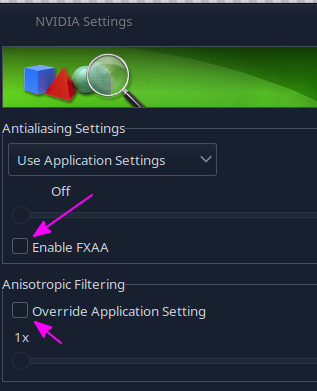 NVIDIA Settings
Antialiasing Settings
Use Application Settings
Off
Enable FXAA
Anisotropic Filtering
Override Application Setting
1x